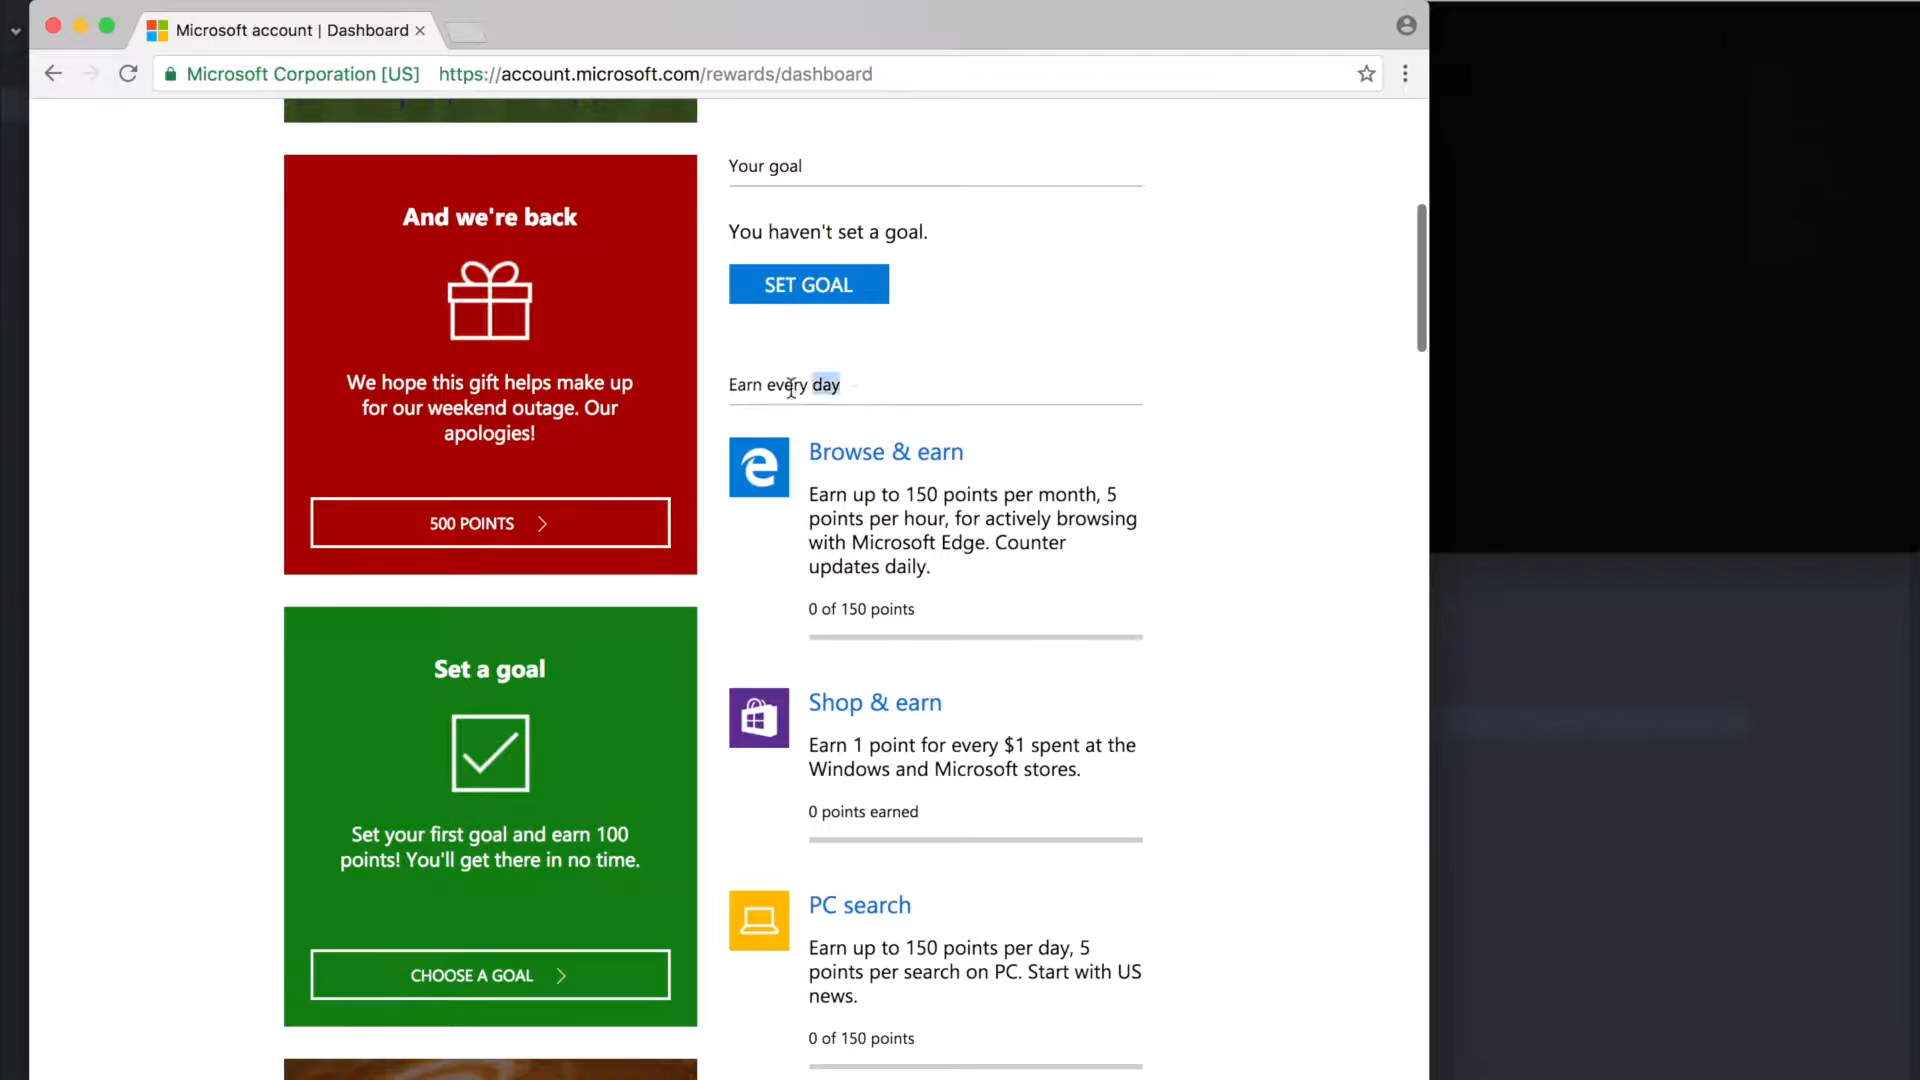 Microsoft account | Dashboard
Microsoft Corporation [US] https://account.microsoft.com/rewards/dashboard
And we're back
We hope this gift helps make up
for our weekend outage. Our
apologies!
500 POINTS
Set a goal
Set your first goal and earn 100
points! You'll get there in no time.
CHOOSE A GOAL
Your goal
You haven't set a goal.
SET GOAL
Earn every day
Browse & earn
Earn up to 150 points per month, 5
points per hour, for actively browsing
with Microsoft Edge. Counter
updates daily.
0 of 150 points
Shop & earn
Earn 1 point for every $1 spent at the
Windows and Microsoft stores.
0 points earned
PC search
Earn up to 150 points per day, 5
points per search on PC. Start with US
news.
0 of 150 points